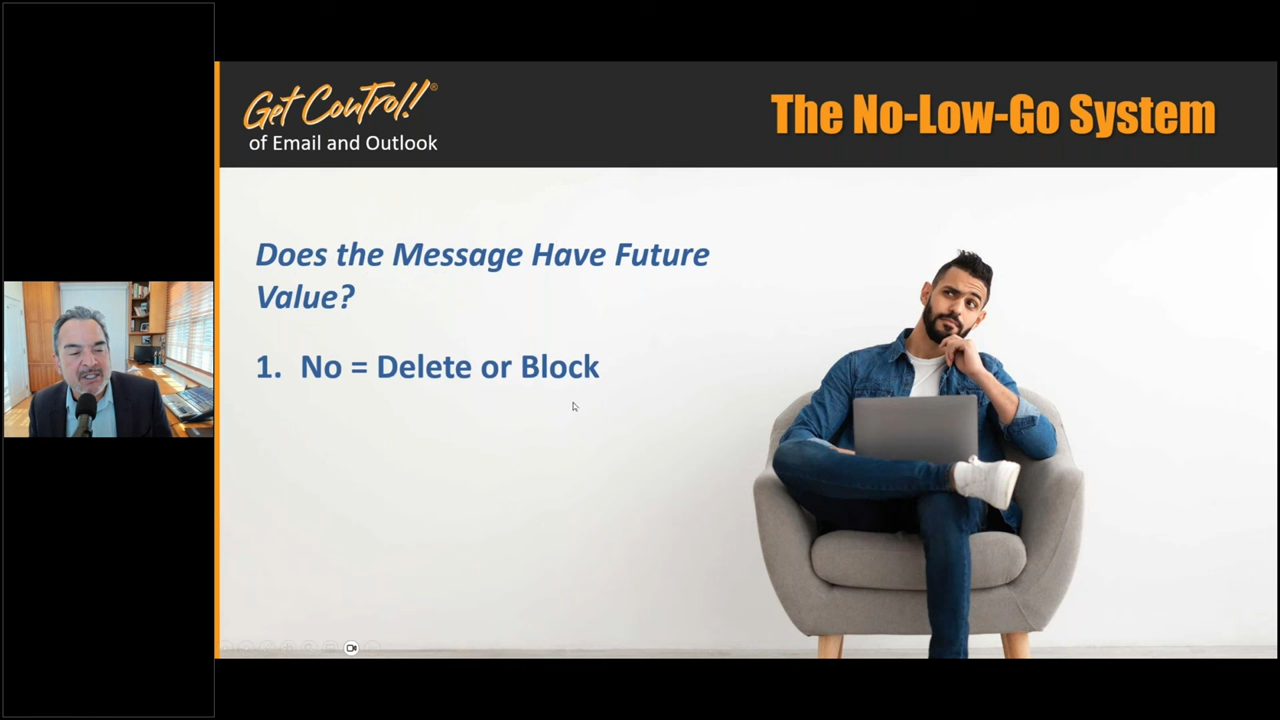 Get Control!®
of Email and Outlook
The No-Low-Go System
Does the Message Have Future
Value?
1. No = Delete or Block